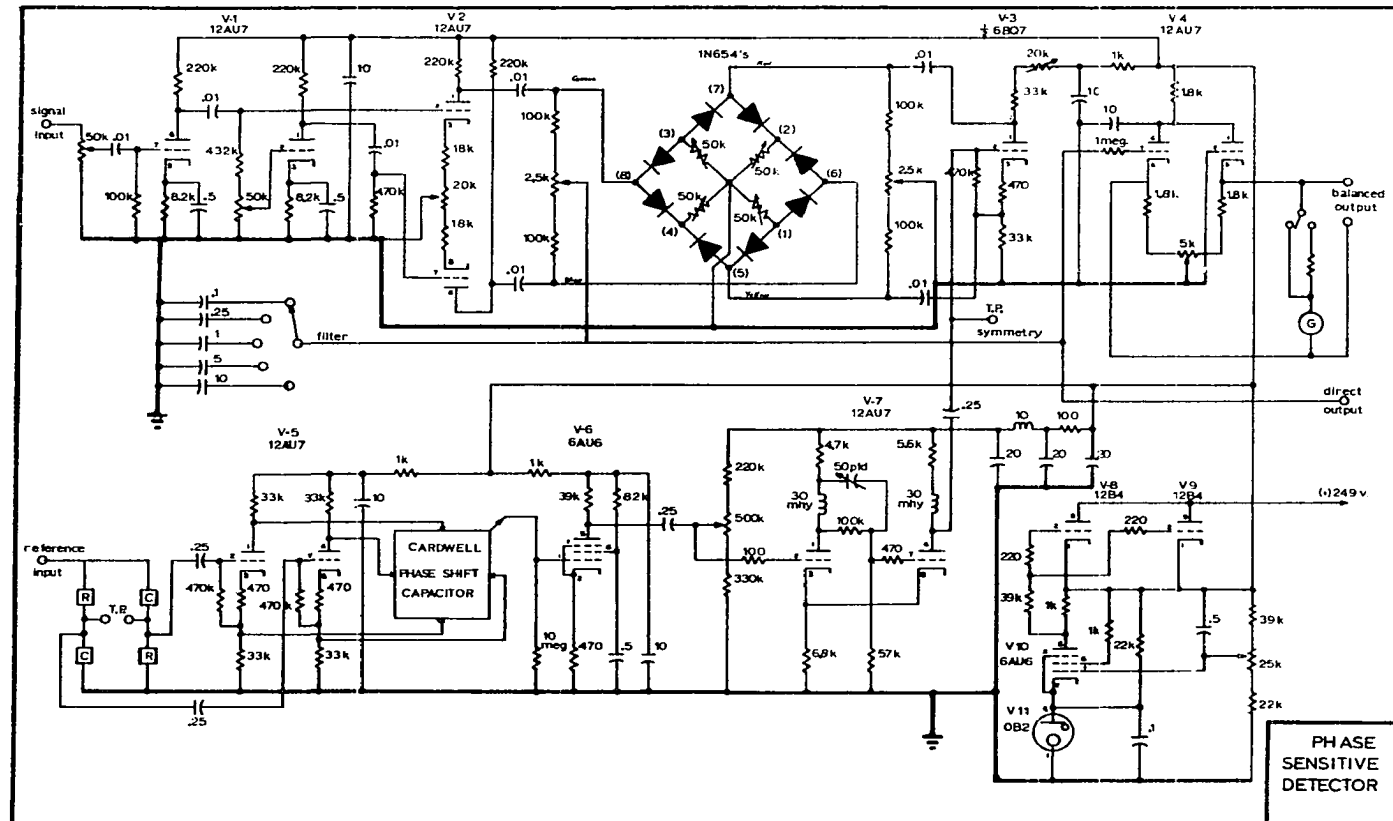 V-1
12AU7
V 2
12AU7
V-3
½ 6BQ7
V 4
12AU7
1N654's
220k
220k
10
220k
220k
.01
.01
.01
20k
1k
33k
10
1.8k
signal
input
50k
.01
100k
432k
50k
8.2k
.5
8.2k
.5
.01
470k
18k
20k
18k
100k
2.5k
100k
.01
(7)
(3)
(2)
(8)
(6)
(4)
(1)
(5)
50k
50k
50k
50k
100k
2.5k
100k
.01
470k
470
33k
1meg.
10
1.8k
1.8k
5k
balanced
output
G
T.P.
symmetry
.1
.25
1
5
10
filter
direct
output
V-5
12AU7
V-6
6AU6
V-7
12AU7
.25
10
100
20
20
30
1k
1k
33k
33k
10
39k
82k
.25
220k
500k
330k
4.7k
50pfd
30
mhy
100k
100
470
5.6k
30
mhy
6.8k
57k
reference
input
R
C
T.P.
C
R
.25
470k
470
470k
470
33k
33k
.25
CARDWELL
PHASE SHIFT
CAPACITOR
10
meg
470
.5
10
V-8
12B4
V-9
12B4
(+)249 v.
220
220
39k
1k
1k
22k
.5
39k
25k
22k
V10
6AU6
V11
OB2
.1
PHASE
SENSITIVE
DETECTOR